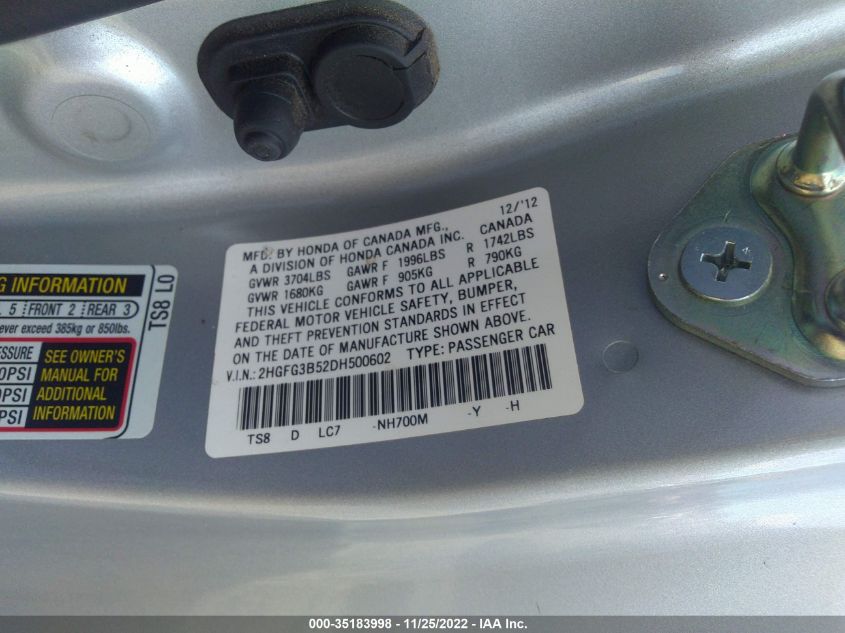 12/'12
MFD. BY HONDA OF CANADA MFG.,
A DIVISION OF HONDA CANADA INC. CANADA
GVWR 3704LBS GAWR F 1996LBS R 1742LBS
GVWR 1680KG GAWR F 905KG R 790KG
THIS VEHICLE CONFORMS TO ALL APPLICABLE
FEDERAL MOTOR VEHICLE SAFETY, BUMPER,
AND THEFT PREVENTION STANDARDS IN EFFECT
ON THE DATE OF MANUFACTURE SHOWN ABOVE.
V.I.N.: 2HGFG3B52DH500602 TYPE: PASSENGER CAR
TS8 D LC7 -NH700M -Y -H
INFORMATION
5 FRONT 2 REAR 3
exceed 385kg or 850lbs.
TS8 L0
SEE OWNER'S
MANUAL FOR
ADDITIONAL
INFORMATION
PSI
PSI
PSI
000-35183998 - 11/25/2022 - IAA Inc.